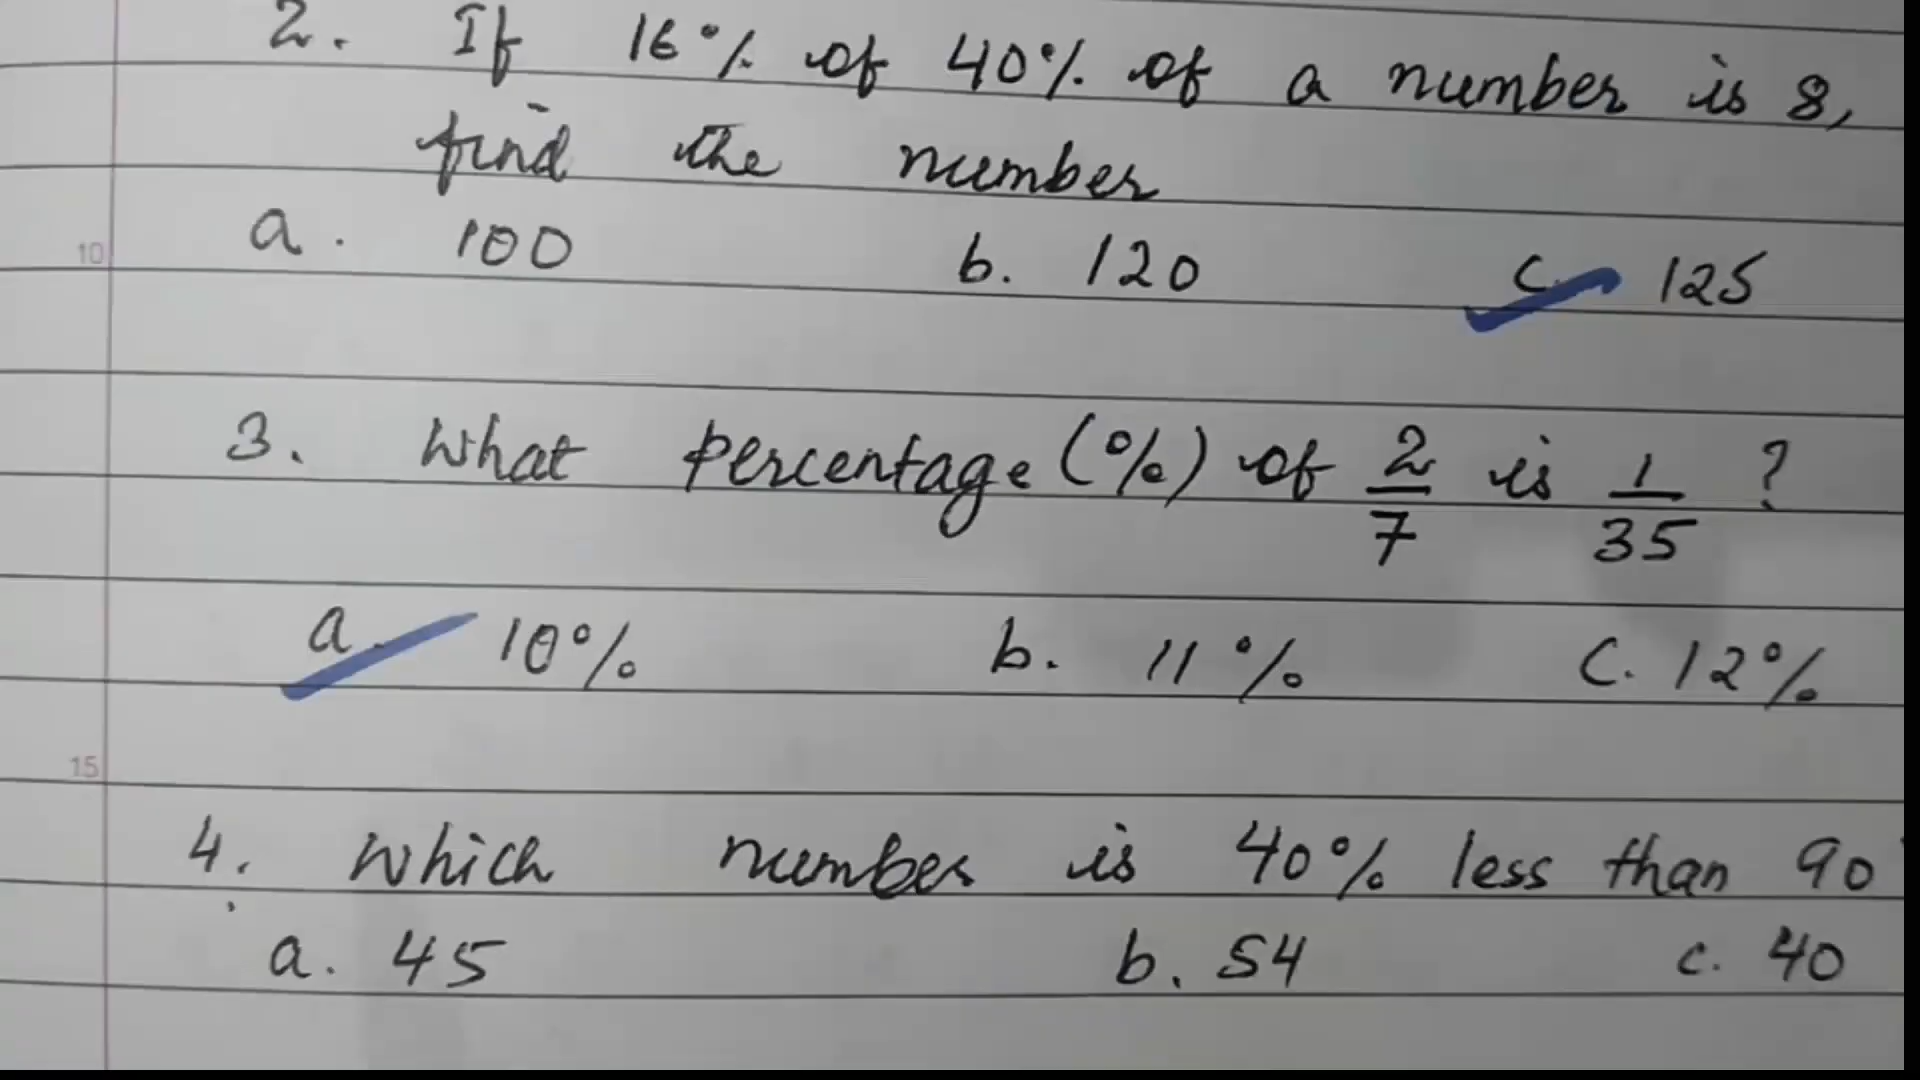 2. If 16% of 40% of a number is 8,
find the number
a. 100 b. 120 c. 125
10
3. What percentage (%) of 2/7 is 1/35 ?
a. 10% b. 11% C. 12%
15
4. Which number is 40% less than 90
a. 45 b. 54 c. 40